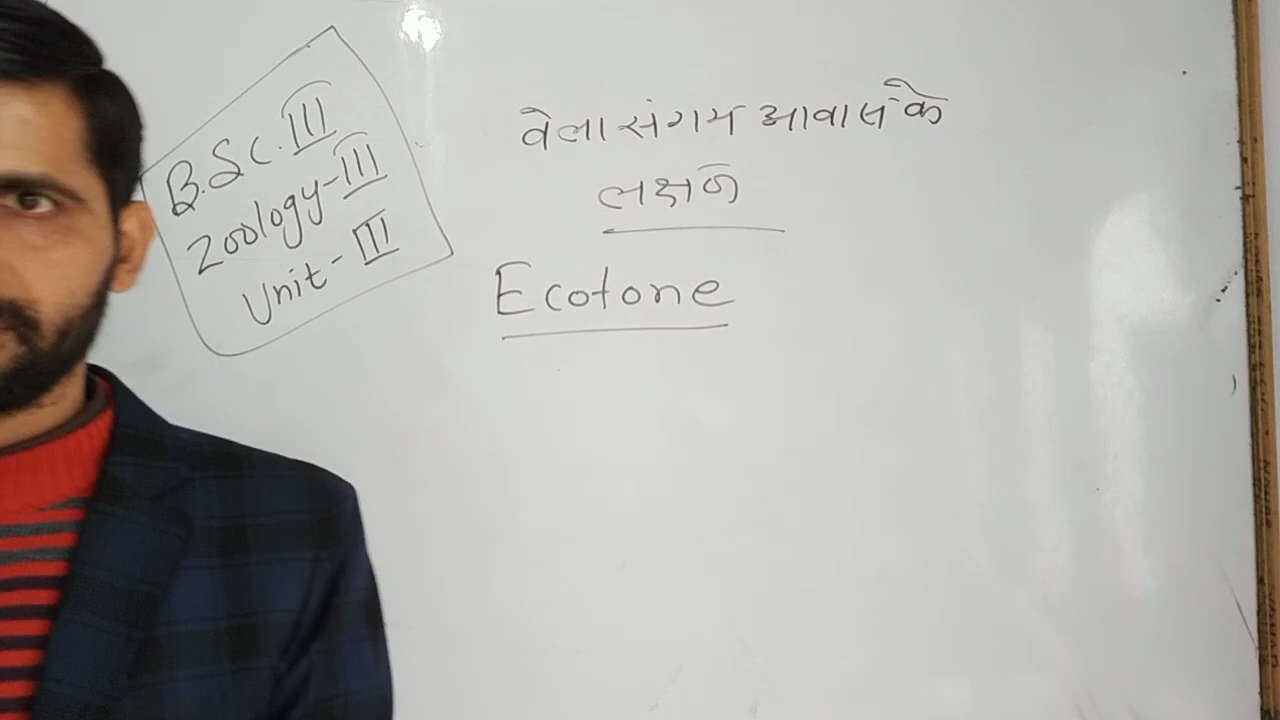 B.Sc. III
Zoology-III
Unit-III
वेलासंगम आवास के
लक्षण
Ecotone